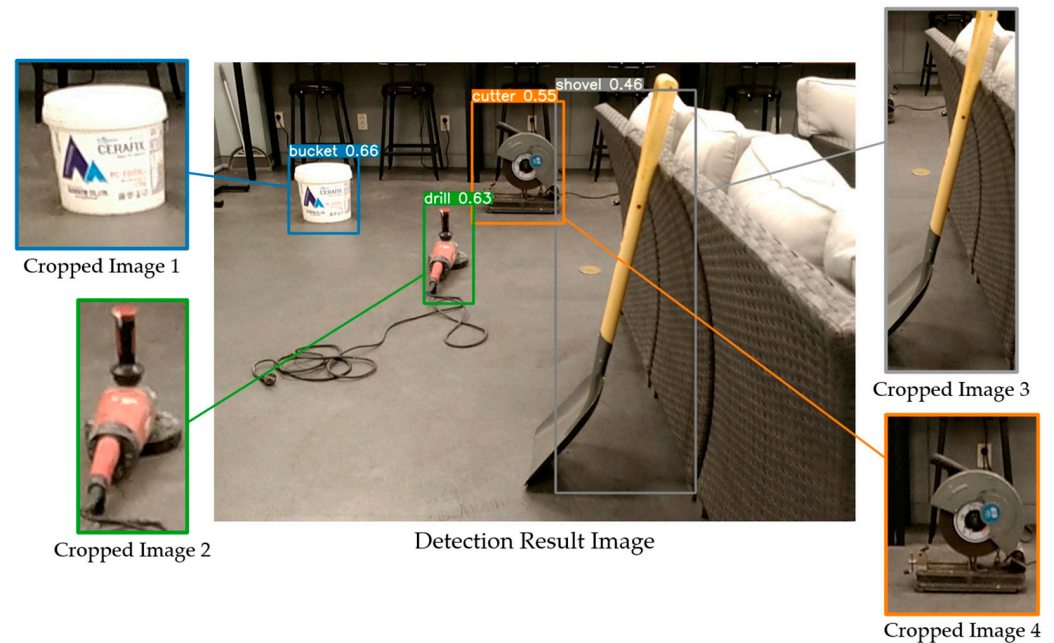 shovel 0.46
cutter 0.55
bucket 0.66
drill 0.63
CERAFIX
CERAFIX
Cropped Image 1
Cropped Image 2
Detection Result Image
Cropped Image 3
Cropped Image 4